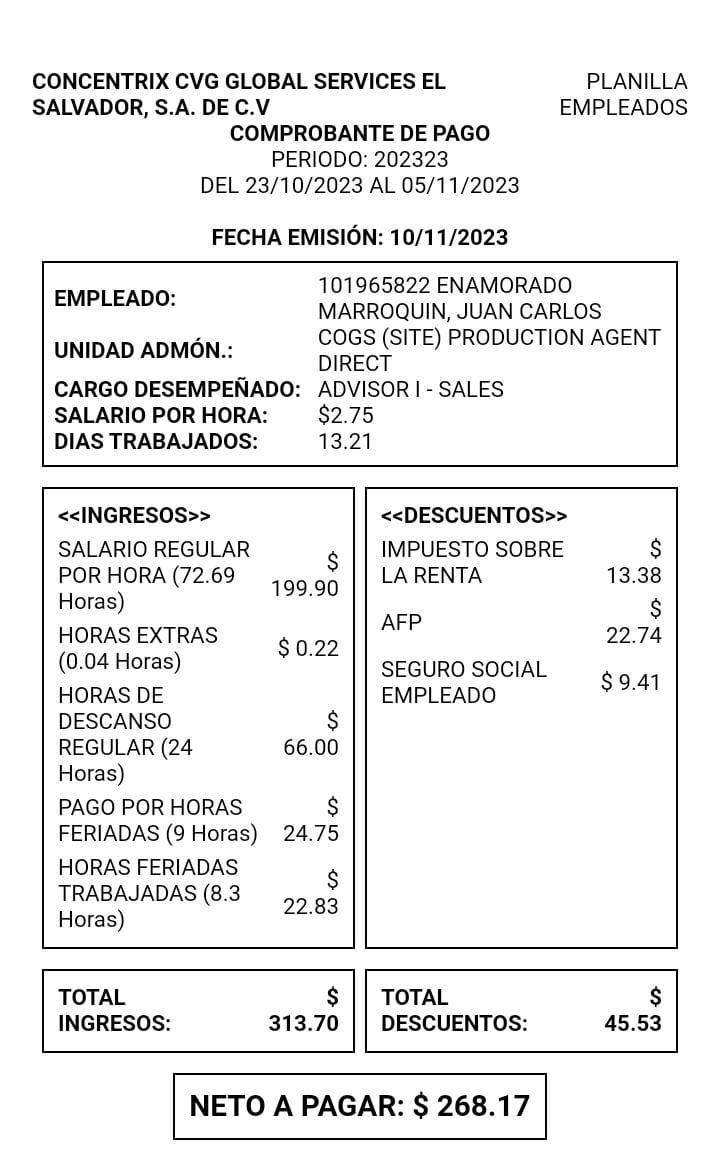 CONCENTRIX CVG GLOBAL SERVICES EL
SALVADOR, S.A. DE C.V
PLANILLA
EMPLEADOS
COMPROBANTE DE PAGO
PERIODO: 202323
DEL 23/10/2023 AL 05/11/2023
FECHA EMISIÓN: 10/11/2023
EMPLEADO:
101965822 ENAMORADO
MARROQUIN, JUAN CARLOS
UNIDAD ADMÓN.:
COGS (SITE) PRODUCTION AGENT
DIRECT
CARGO DESEMPEÑADO: ADVISOR I - SALES
SALARIO POR HORA: $2.75
DIAS TRABAJADOS: 13.21
<<INGRESOS>>
SALARIO REGULAR
POR HORA (72.69
Horas)
$
199.90
HORAS EXTRAS
(0.04 Horas)
$ 0.22
HORAS DE
DESCANSO
REGULAR (24
Horas)
$
66.00
PAGO POR HORAS
FERIADAS (9 Horas)
$
24.75
HORAS FERIADAS
TRABAJADAS (8.3
Horas)
$
22.83
<<DESCUENTOS>>
IMPUESTO SOBRE
LA RENTA
$
13.38
AFP
$
22.74
SEGURO SOCIAL
EMPLEADO
$ 9.41
TOTAL
INGRESOS:
$
313.70
TOTAL
DESCUENTOS:
$
45.53
NETO A PAGAR: $ 268.17